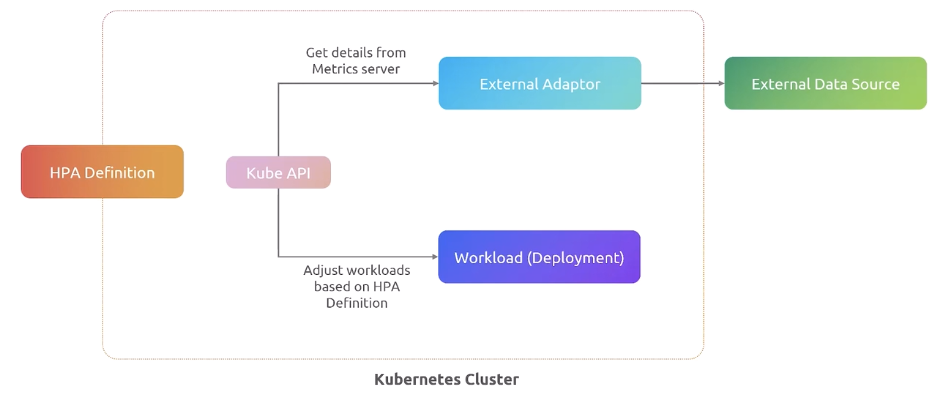 Get details from
Metrics server
External Adaptor
External Data Source
HPA Definition
Kube API
Workload (Deployment)
Adjust workloads
based on HPA
Definition
Kubernetes Cluster